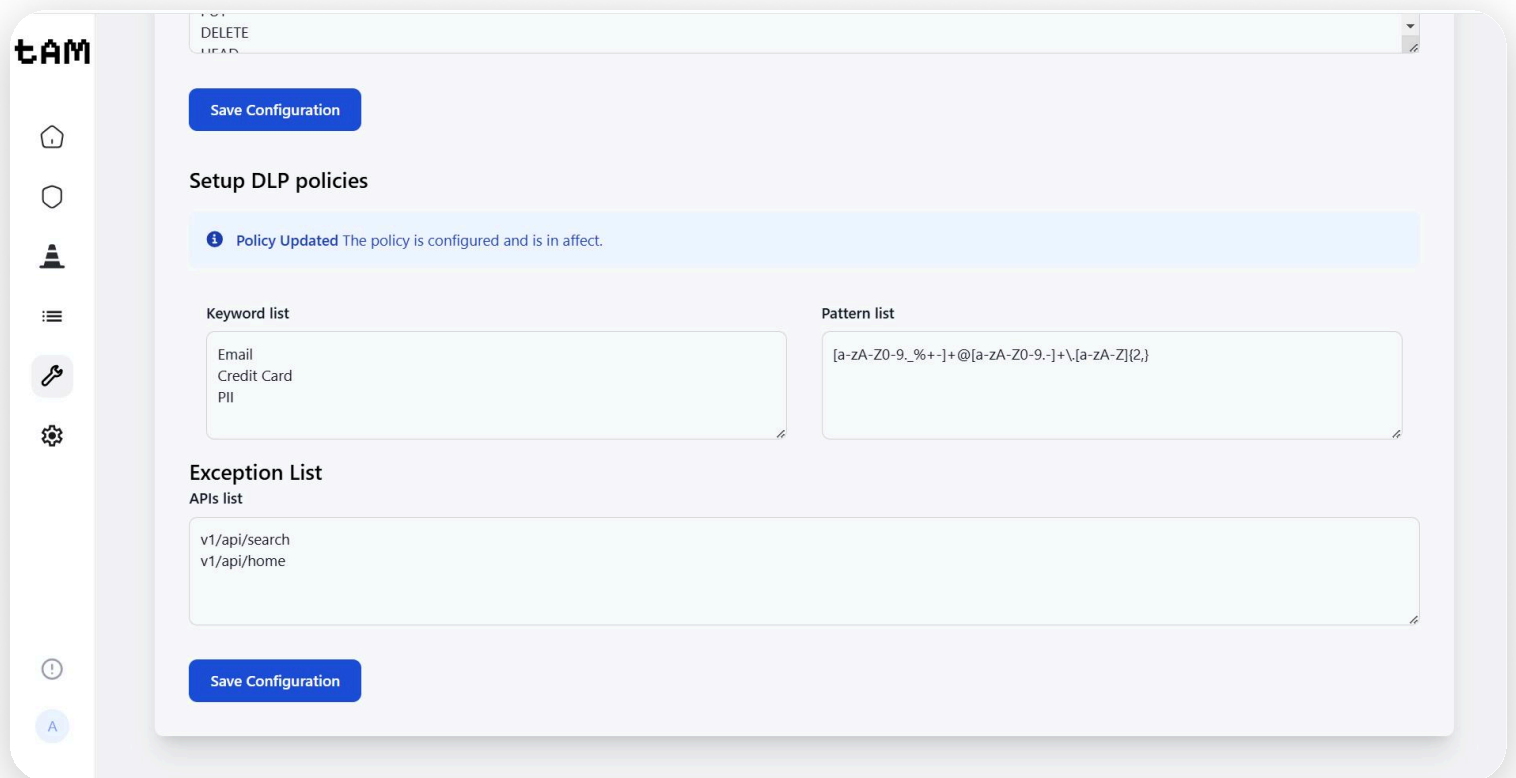 tAM
DELETE
HEAD
Save Configuration
Setup DLP policies
Policy Updated The policy is configured and is in affect.
Keyword list
Email
Credit Card
PII
Pattern list
[a-zA-Z0-9._%+-]+@[a-zA-Z0-9.-]+\.[a-zA-Z]{2,}
Exception List
APIs list
v1/api/search
v1/api/home
Save Configuration
A